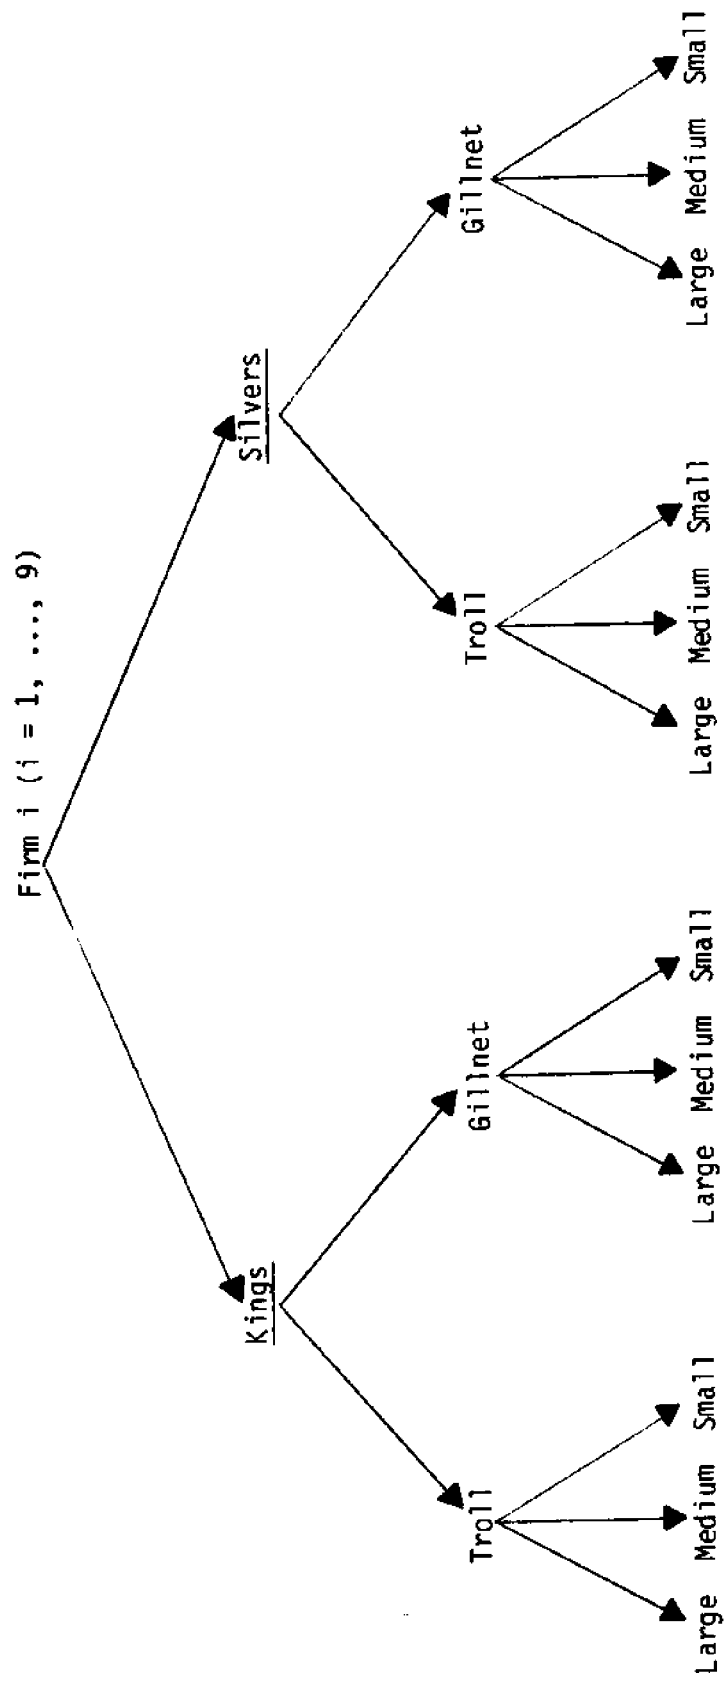 Firm i (i = 1, ..., 9)
Kings Silvers
Troll Gillnet Troll Gillnet
Large Medium Small Large Medium Small Large Medium Small Large Medium Small